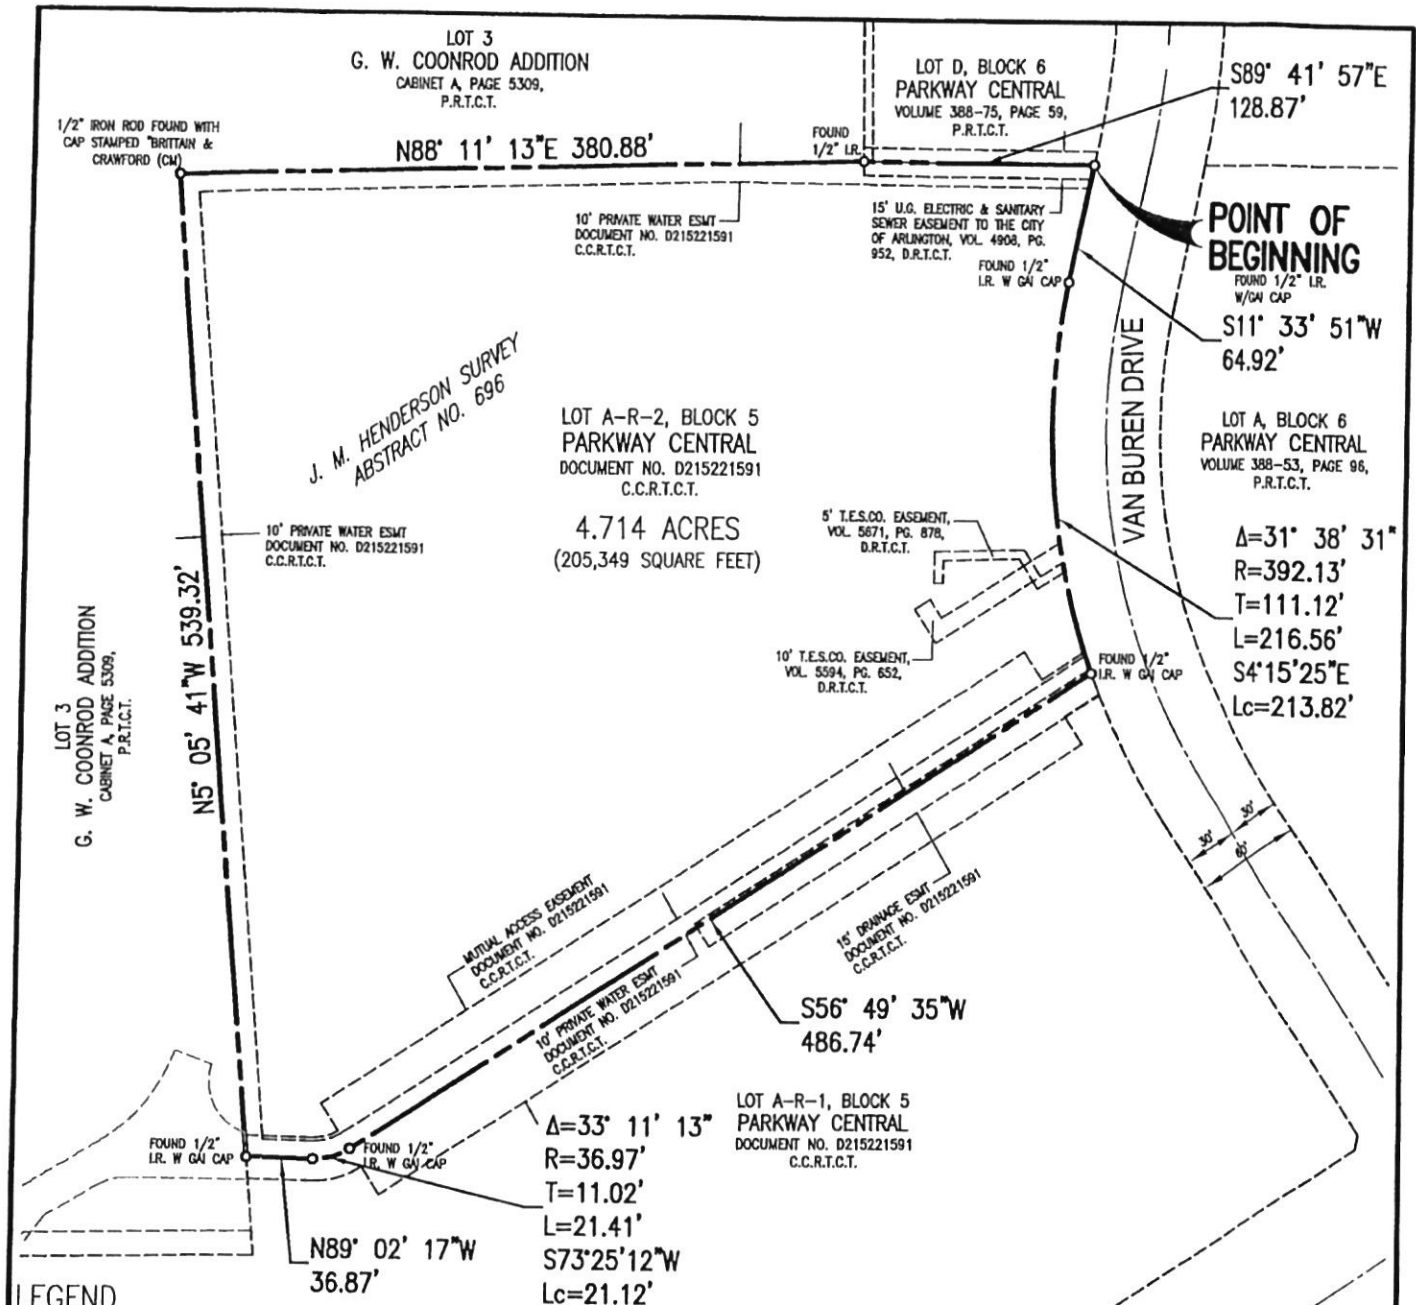 LOT 3
G. W. COONROD ADDITION
CABINET A, PAGE 5309,
P.R.T.C.T.
LOT D, BLOCK 6
PARKWAY CENTRAL
VOLUME 388-75, PAGE 59,
P.R.T.C.T.
S89° 41' 57"E
128.87'
1/2" IRON ROD FOUND WITH
CAP STAMPED "BRITTAIN &
CRAWFORD (CM)
N88° 11' 13"E 380.88'
FOUND
1/2" I.R.
10' PRIVATE WATER ESMT
DOCUMENT NO. D215221591
C.C.R.T.C.T.
15' U.G. ELECTRIC & SANITARY
SEWER EASEMENT TO THE CITY
OF ARLINGTON, VOL. 4908, PG.
952, D.R.T.C.T.
POINT OF
BEGINNING
FOUND 1/2" I.R.
W/GAI CAP
FOUND 1/2"
I.R. W GAI CAP
S11° 33' 51"W
64.92'
VAN BUREN DRIVE
J. M. HENDERSON SURVEY
ABSTRACT NO. 696
LOT A-R-2, BLOCK 5
PARKWAY CENTRAL
DOCUMENT NO. D215221591
C.C.R.T.C.T.
4.714 ACRES
(205,349 SQUARE FEET)
LOT A, BLOCK 6
PARKWAY CENTRAL
VOLUME 388-53, PAGE 96,
P.R.T.C.T.
5' T.E.S.CO. EASEMENT,
VOL. 5671, PG. 878,
D.R.T.C.T.
10' PRIVATE WATER ESMT
DOCUMENT NO. D215221591
C.C.R.T.C.T.
Δ=31° 38' 31"
R=392.13'
T=111.12'
L=216.56'
S4°15'25"E
Lc=213.82'
N5° 05' 41"W 539.32'
LOT 3
G. W. COONROD ADDITION
CABINET A, PAGE 5309,
P.R.T.C.T.
10' T.E.S.CO. EASEMENT,
VOL. 5594, PG. 652,
D.R.T.C.T.
FOUND 1/2"
I.R. W GAI CAP
30'
30'
60'
MUTUAL ACCESS EASEMENT
DOCUMENT NO. D215221591
C.C.R.T.C.T.
15' DRAINAGE ESMT
DOCUMENT NO. D215221591
C.C.R.T.C.T.
10' PRIVATE WATER ESMT
DOCUMENT NO. D215221591
C.C.R.T.C.T.
S56° 49' 35"W
486.74'
LOT A-R-1, BLOCK 5
PARKWAY CENTRAL
DOCUMENT NO. D215221591
C.C.R.T.C.T.
FOUND 1/2"
I.R. W GAI CAP
FOUND 1/2"
I.R. W GAI CAP
Δ=33° 11' 13"
R=36.97'
T=11.02'
L=21.41'
S73°25'12"W
Lc=21.12'
N89° 02' 17"W
36.87'
LEGEND